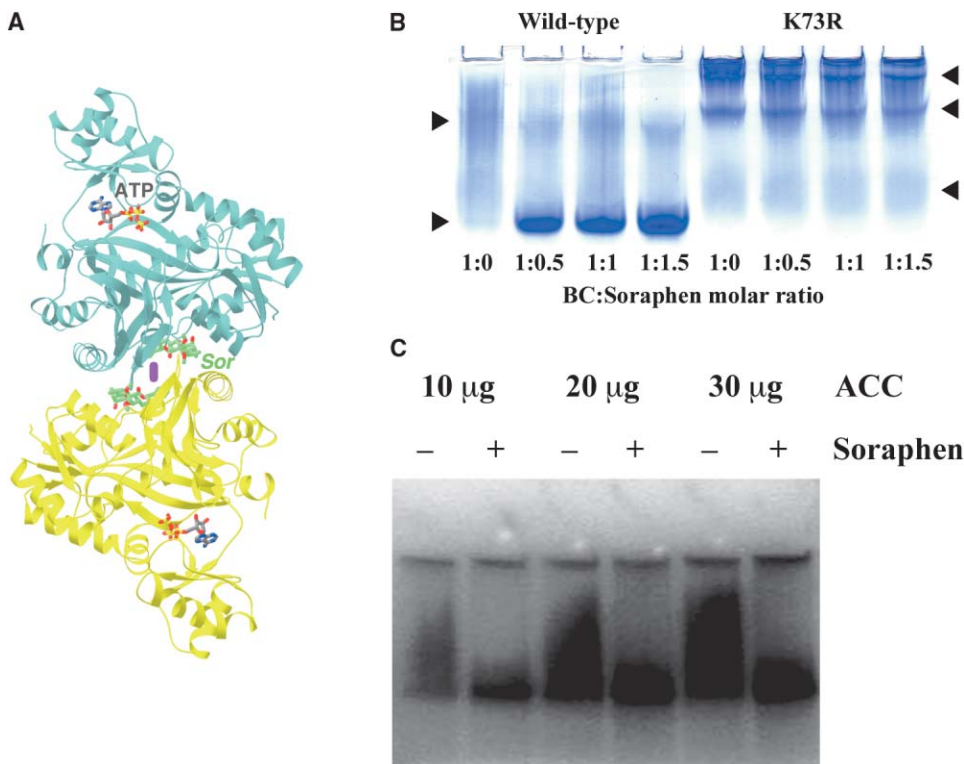 A
ATP
Sor
B
Wild-type K73R
1:0 1:0.5 1:1 1:1.5 1:0 1:0.5 1:1 1:1.5
BC:Soraphen molar ratio
C
10 μg 20 μg 30 μg ACC
– + – + – + Soraphen